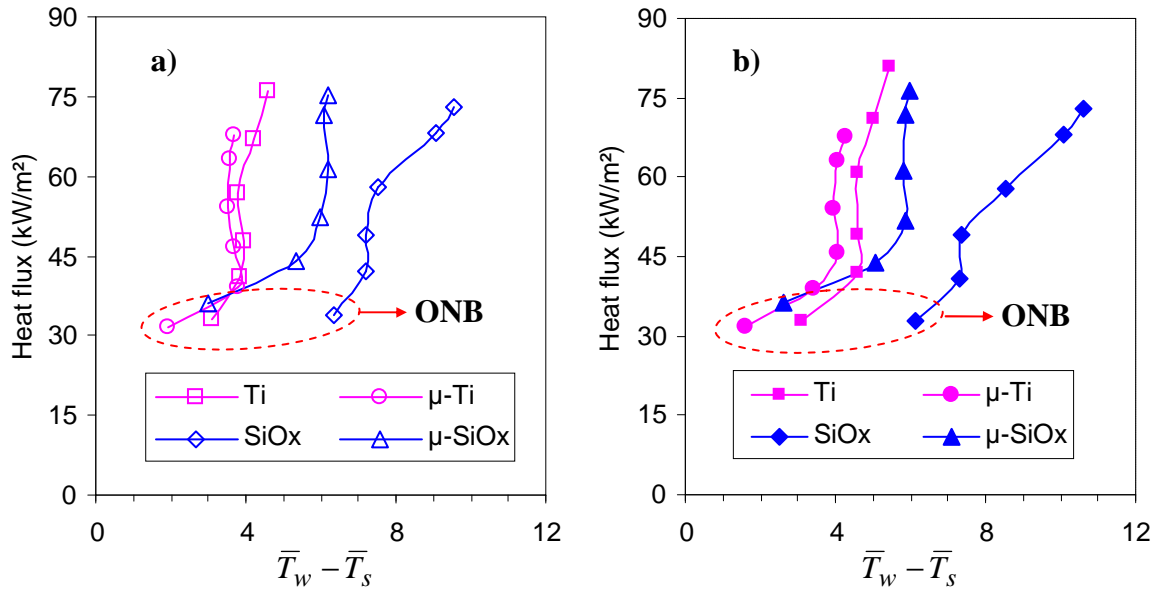 90
75
60
45
30
15
0
Heat flux (kW/m²)
a)
ONB
Ti
μ-Ti
SiOx
μ-SiOx
0
4
8
12
T̅w − T̅s
90
75
60
45
30
15
0
Heat flux (kW/m²)
b)
ONB
Ti
μ-Ti
SiOx
μ-SiOx
0
4
8
12
T̅w − T̅s